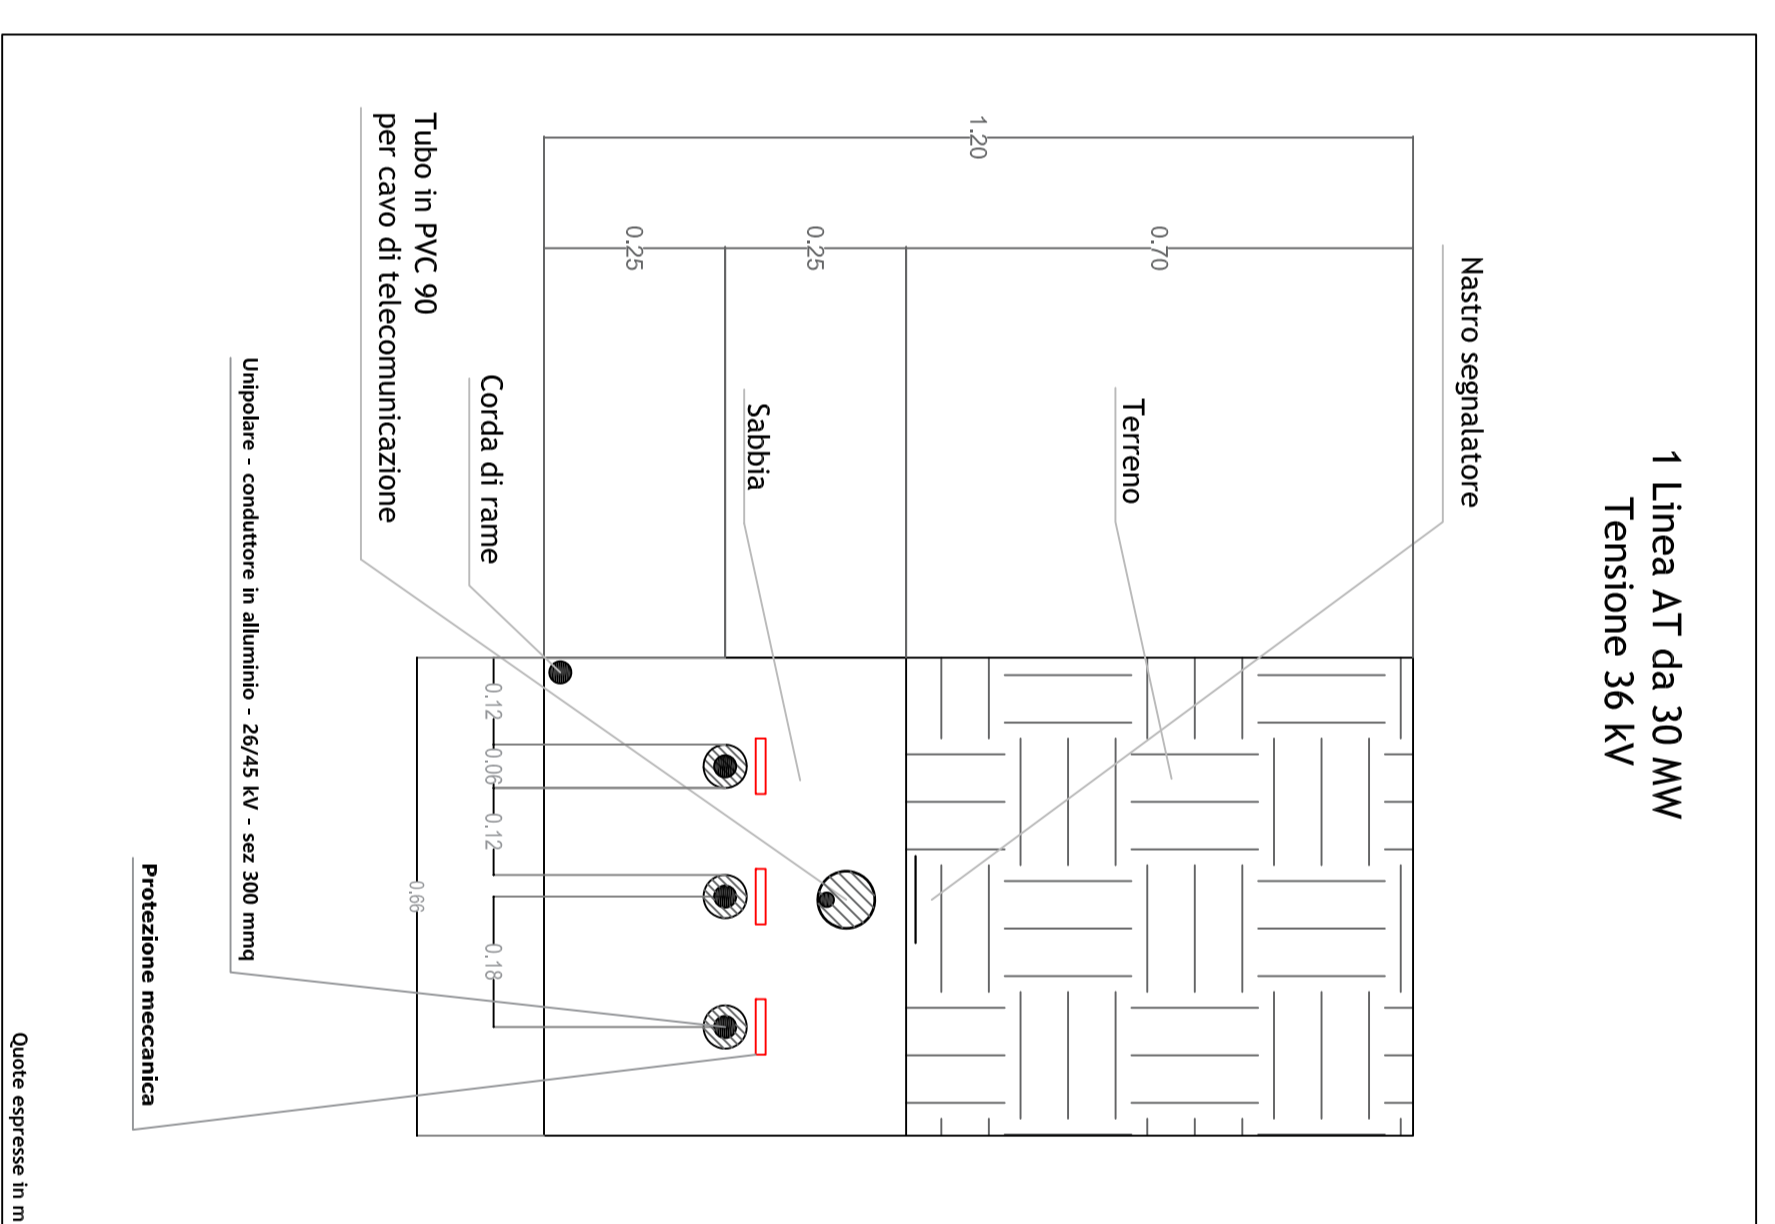 1 Linea AT da 30 MW
Tensione 36 kV
Nastro segnalatore
Terreno
Sabbia
Corda di rame
Tubo in PVC 90
per cavo di telecomunicazione
Unipolare - conduttore in alluminio - 26/45 kV - sez 300 mmq
Protezione meccanica
1.20
0.70
0.25
0.25
0.12
0.06
0.12
0.18
0.66
Quote espresse in m